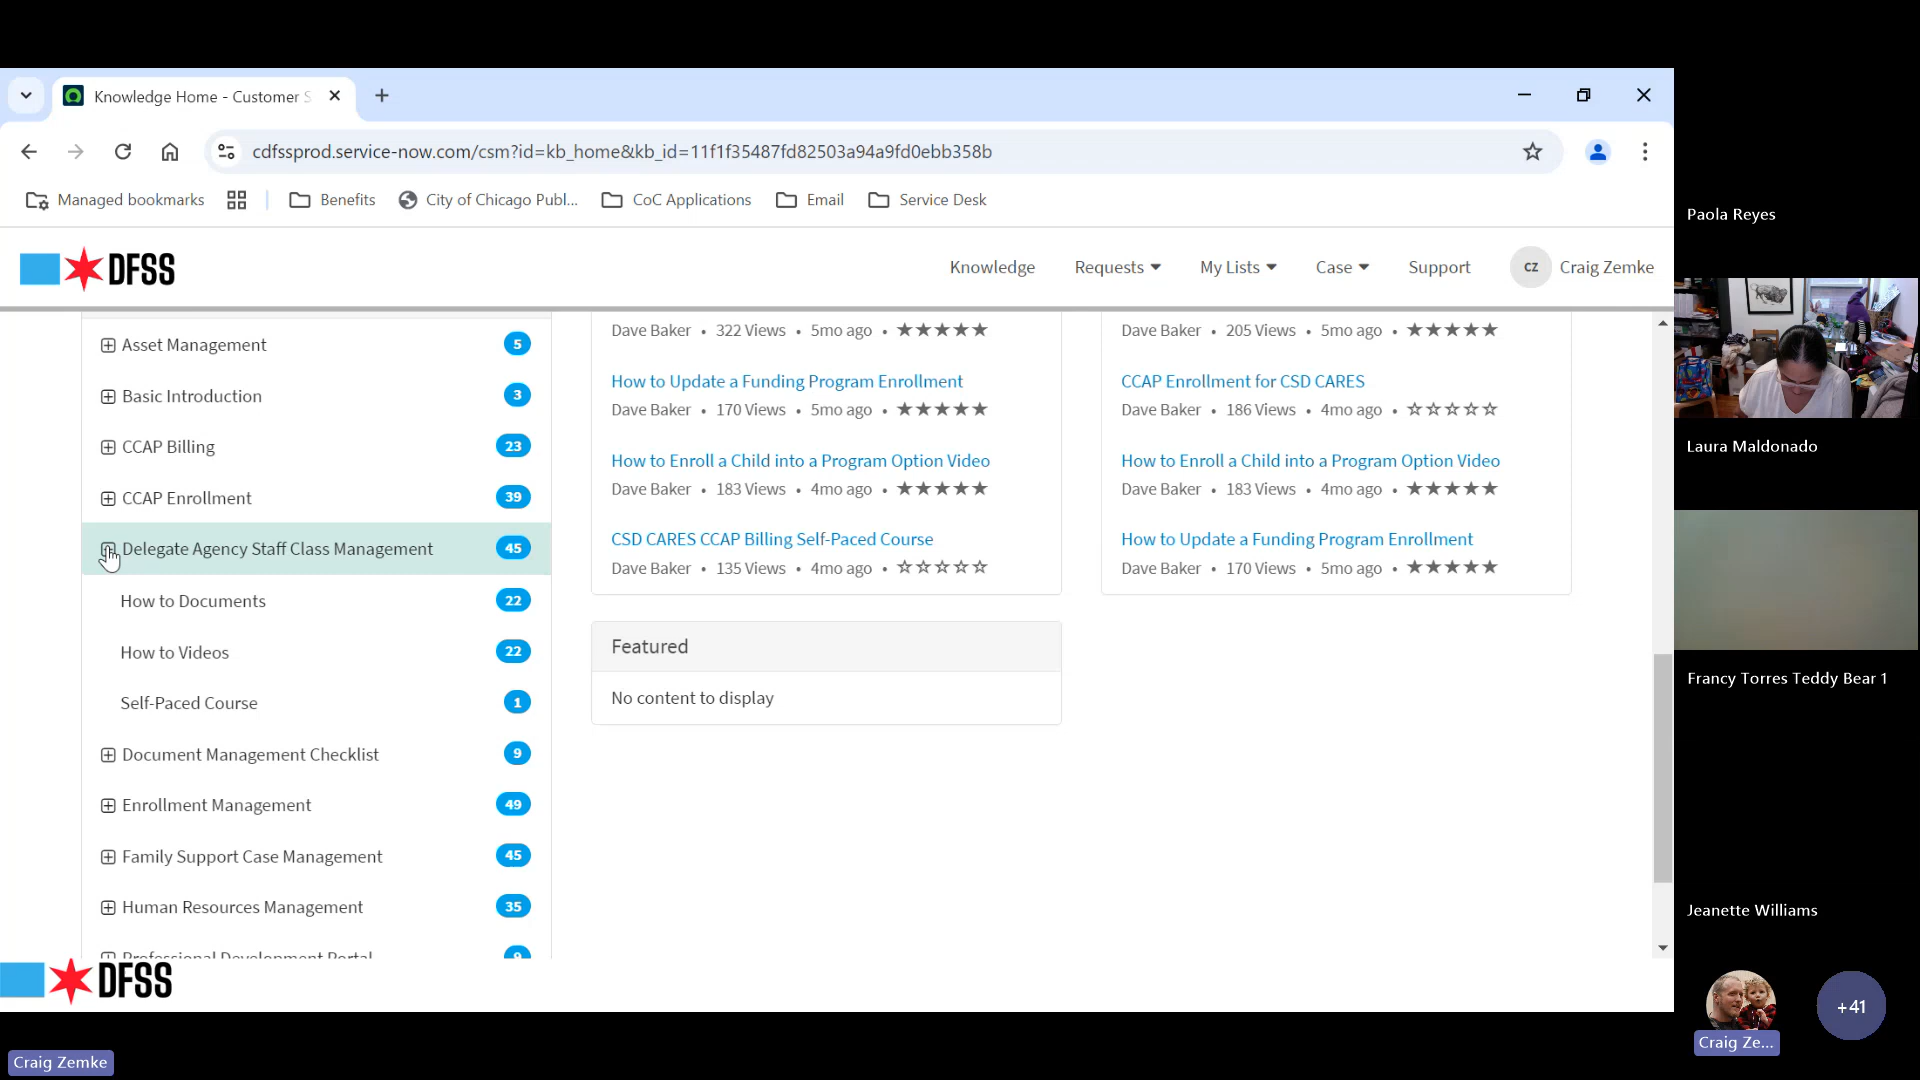 Knowledge Home - Customer S
cdfssprod.service-now.com/csm?id=kb_home&kb_id=11f1f35487fd82503a94a9fd0ebb358b
Managed bookmarks
Benefits
City of Chicago Publ...
CoC Applications
Email
Service Desk
DFSS
Knowledge
Requests
My Lists
Case
Support
CZ
Craig Zemke
Asset Management 5
Basic Introduction 3
CCAP Billing 23
CCAP Enrollment 39
Delegate Agency Staff Class Management 45
How to Documents 22
How to Videos 22
Self-Paced Course 1
Document Management Checklist 9
Enrollment Management 49
Family Support Case Management 45
Human Resources Management 35
Professional Development Portal 9
Dave Baker • 322 Views • 5mo ago • ★★★★★
How to Update a Funding Program Enrollment
Dave Baker • 170 Views • 5mo ago • ★★★★★
How to Enroll a Child into a Program Option Video
Dave Baker • 183 Views • 4mo ago • ★★★★★
CSD CARES CCAP Billing Self-Paced Course
Dave Baker • 135 Views • 4mo ago • ☆☆☆☆☆
Featured
No content to display
Dave Baker • 205 Views • 5mo ago • ★★★★★
CCAP Enrollment for CSD CARES
Dave Baker • 186 Views • 4mo ago • ☆☆☆☆☆
How to Enroll a Child into a Program Option Video
Dave Baker • 183 Views • 4mo ago • ★★★★★
How to Update a Funding Program Enrollment
Dave Baker • 170 Views • 5mo ago • ★★★★★
DFSS
Craig Zemke
Paola Reyes
Laura Maldonado
Francy Torres Teddy Bear 1
Jeanette Williams
Craig Ze...
+41